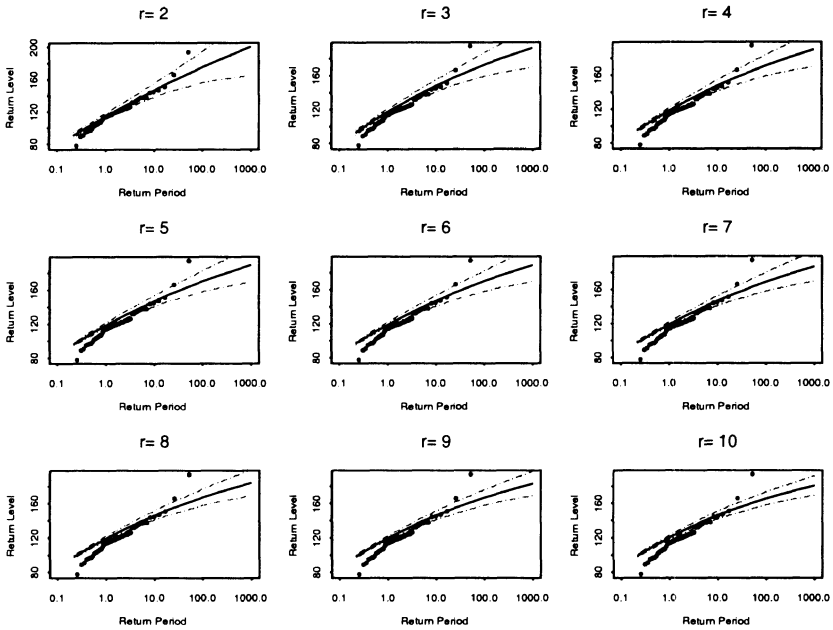 r= 2
r= 3
r= 4
Return Level
200
160
120
80
0.1
1.0
10.0
100.0
1000.0
Return Period
Return Level
160
120
80
0.1
1.0
10.0
100.0
1000.0
Return Period
Return Level
160
120
80
0.1
1.0
10.0
100.0
1000.0
Return Period
r= 5
r= 6
r= 7
Return Level
160
120
80
0.1
1.0
10.0
100.0
1000.0
Return Period
Return Level
160
120
80
0.1
1.0
10.0
100.0
1000.0
Return Period
Return Level
160
120
80
0.1
1.0
10.0
100.0
1000.0
Return Period
r= 8
r= 9
r= 10
Return Level
160
120
80
0.1
1.0
10.0
100.0
1000.0
Return Period
Return Level
160
120
80
0.1
1.0
10.0
100.0
1000.0
Return Period
Return Level
160
120
80
0.1
1.0
10.0
100.0
1000.0
Return Period